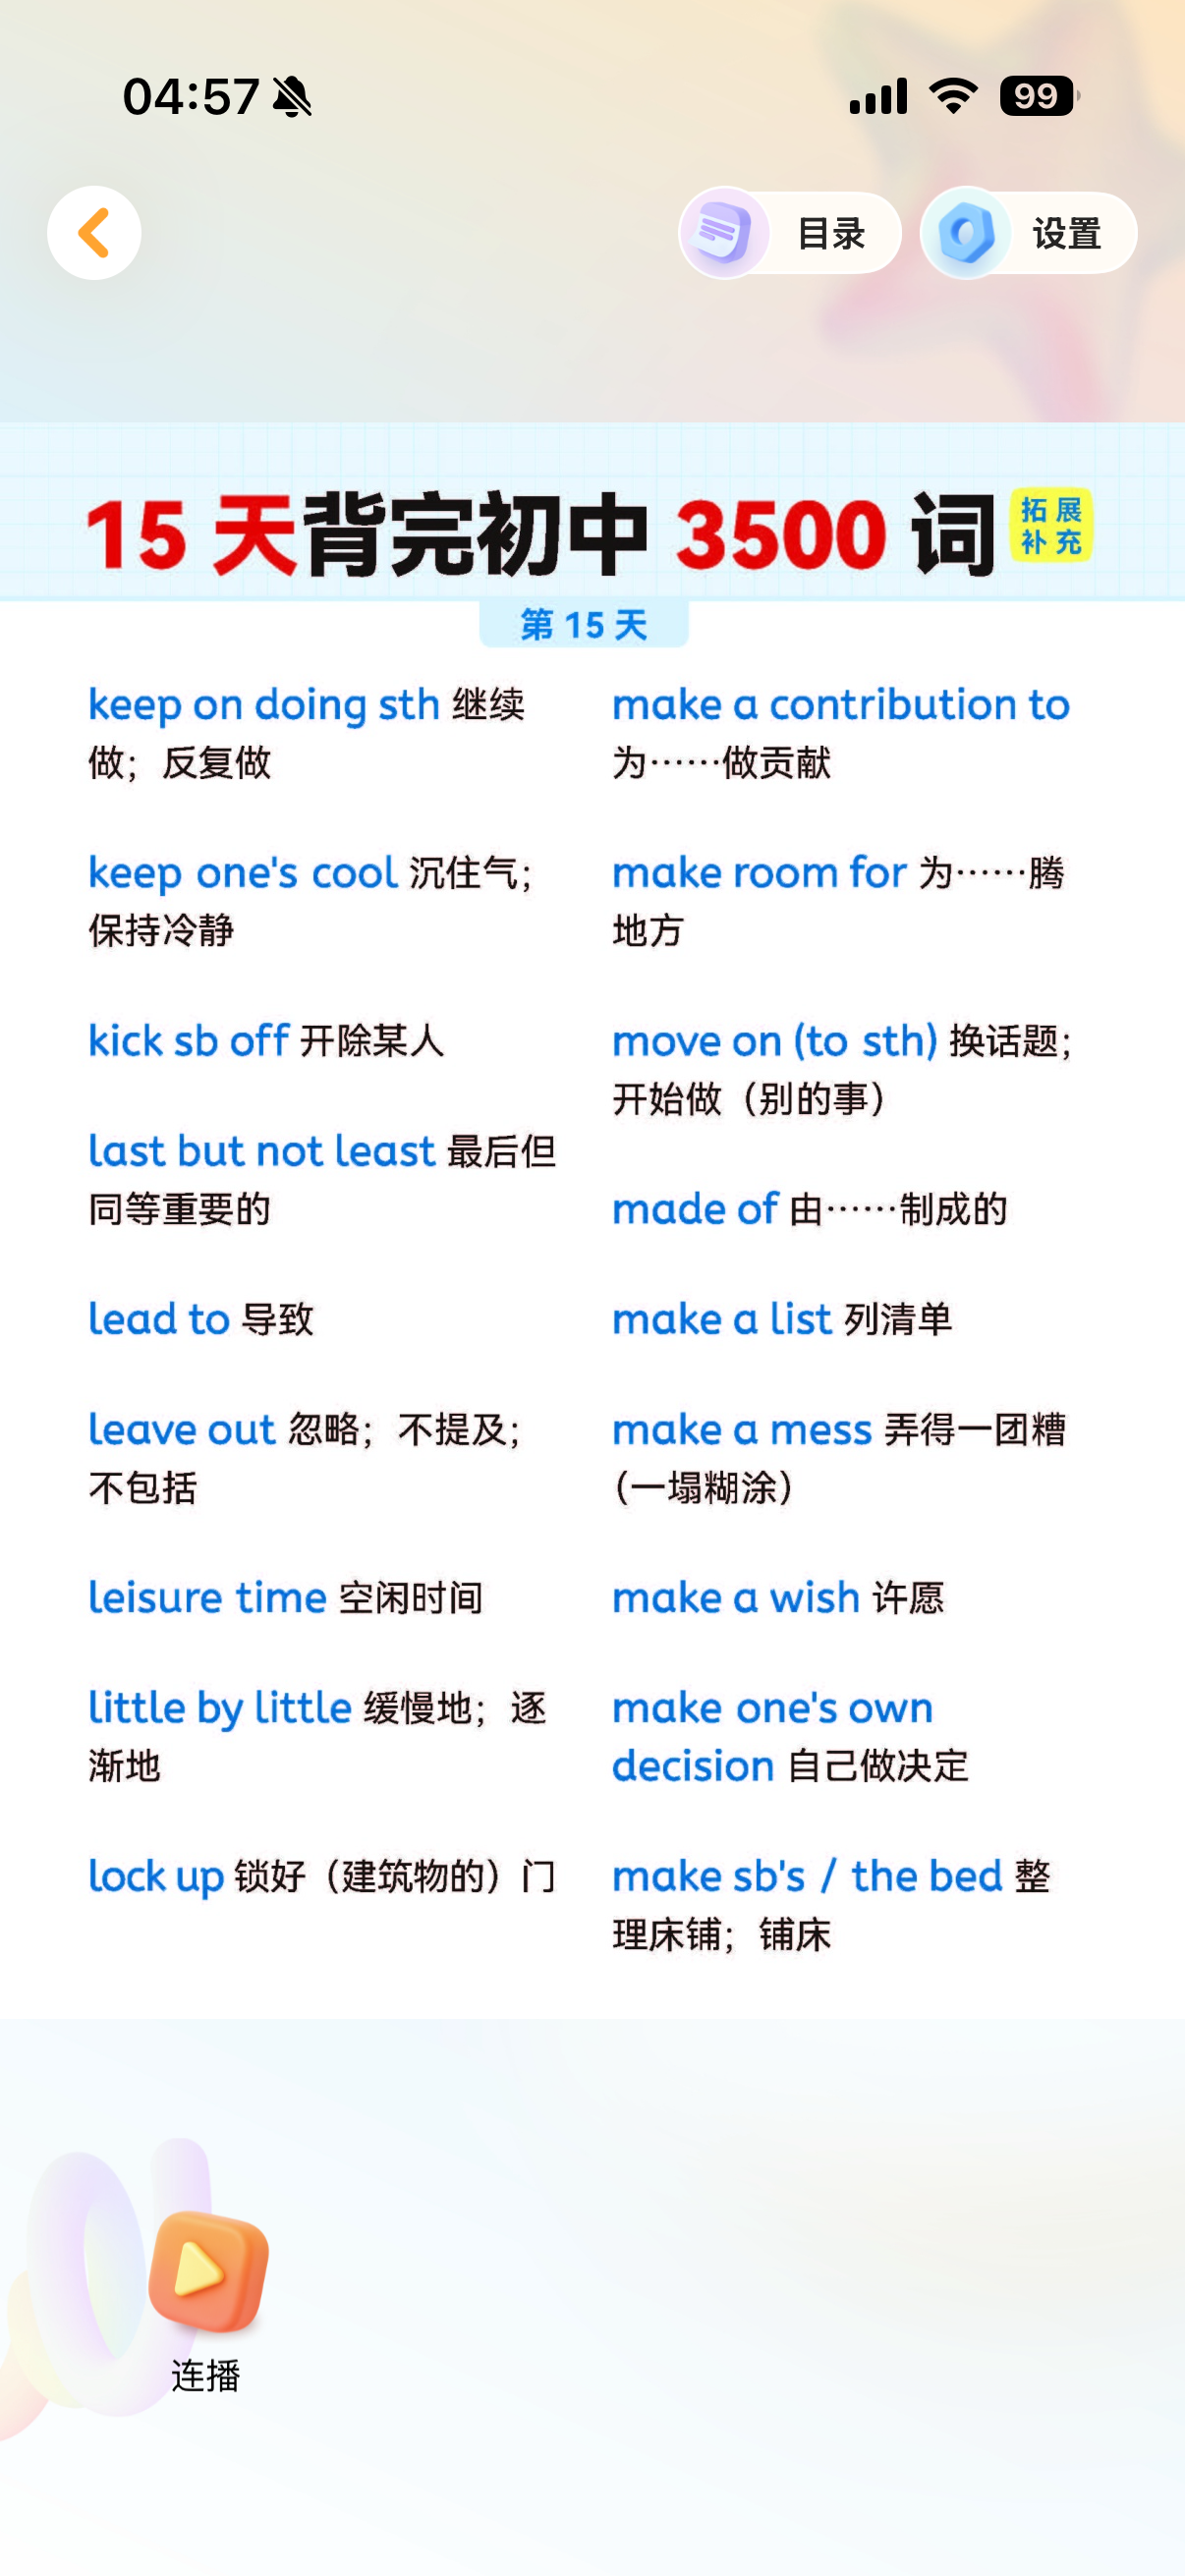 04:57
99
目录
设置
15 天背完初中 3500 词
拓展
补充
第 15 天
keep on doing sth 继续
做；反复做
keep one's cool 沉住气；
保持冷静
kick sb off 开除某人
last but not least 最后但
同等重要的
lead to 导致
leave out 忽略；不提及；
不包括
leisure time 空闲时间
little by little 缓慢地；逐
渐地
lock up 锁好（建筑物的）门
make a contribution to
为……做贡献
make room for 为……腾
地方
move on (to sth) 换话题；
开始做（别的事）
made of 由……制成的
make a list 列清单
make a mess 弄得一团糟
（一塌糊涂）
make a wish 许愿
make one's own
decision 自己做决定
make sb's / the bed 整
理床铺；铺床
连播